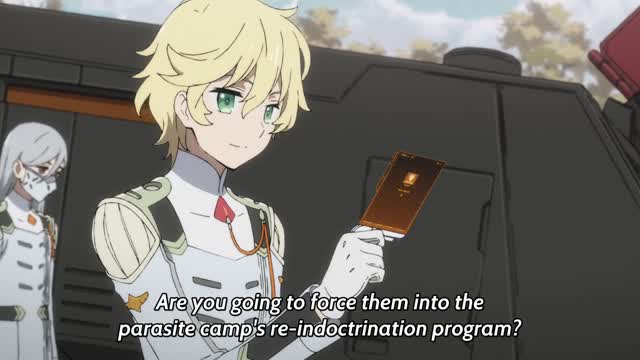 Are you going to force them into the
parasite camp's re-indoctrination program?